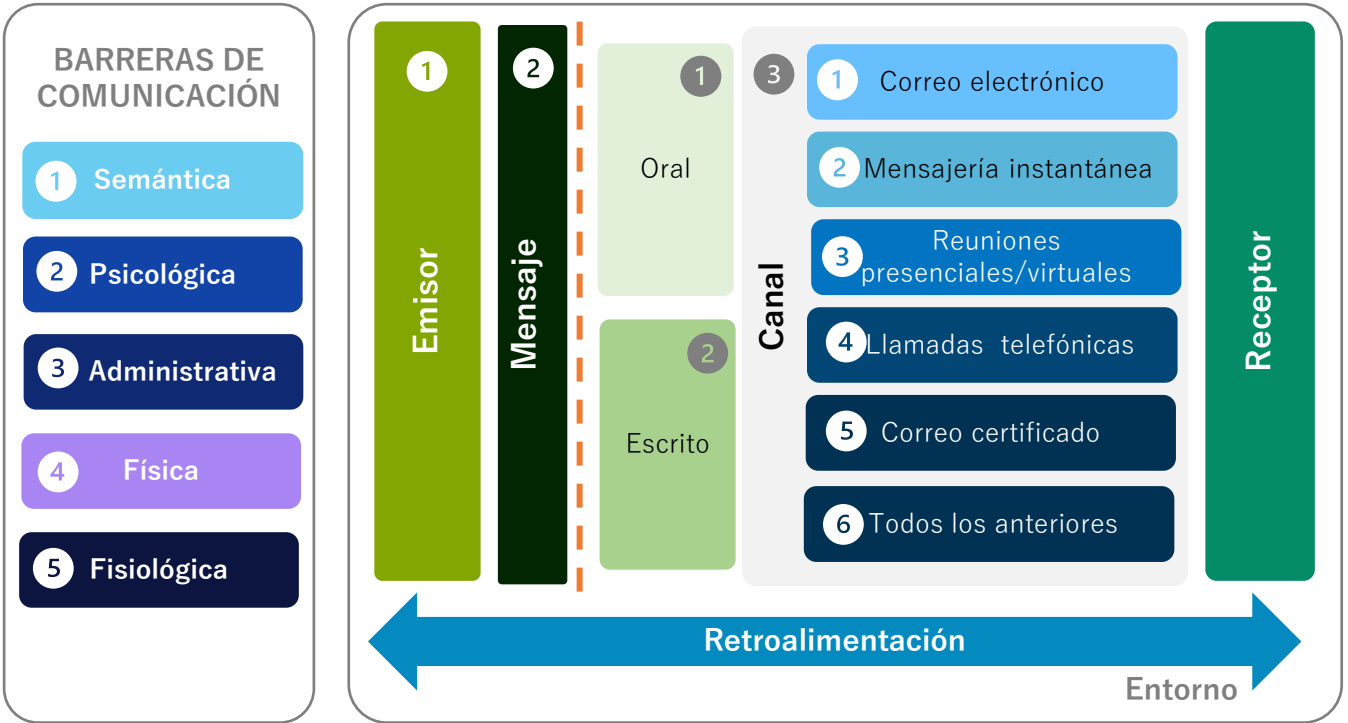 BARRERAS DE
COMUNICACIÓN
1 Semántica
2 Psicológica
3 Administrativa
4 Física
5 Fisiológica
1
Emisor
2
Mensaje
1
Oral
2
Escrito
3
Canal
1 Correo electrónico
2 Mensajería instantánea
3 Reuniones
presenciales/virtuales
4 Llamadas telefónicas
5 Correo certificado
6 Todos los anteriores
Receptor
Retroalimentación
Entorno